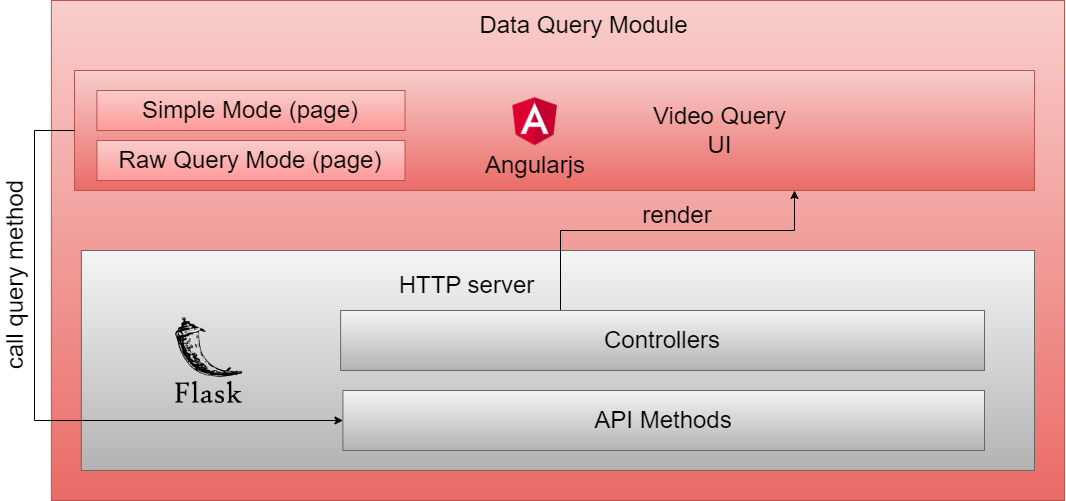 Data Query Module
Simple Mode (page)
Raw Query Mode (page)
A
Angularjs
Video Query
UI
render
call query method
HTTP server
Flask
Controllers
API Methods